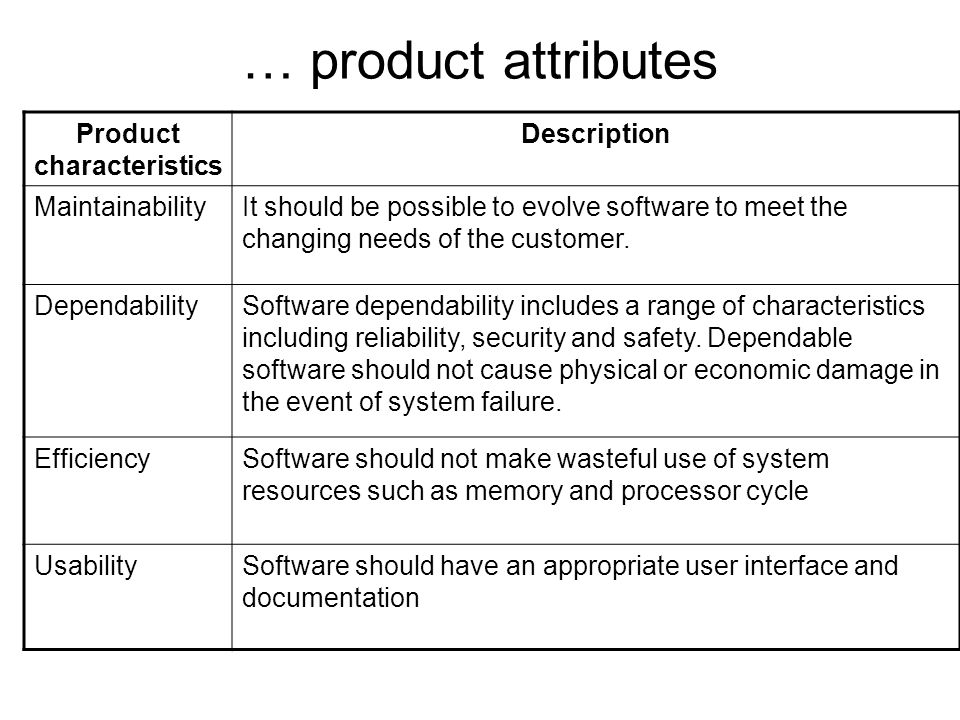 … product attributes
Product
characteristics
Description
Maintainability
It should be possible to evolve software to meet the
changing needs of the customer.
Dependability
Software dependability includes a range of characteristics
including reliability, security and safety. Dependable
software should not cause physical or economic damage in
the event of system failure.
Efficiency
Software should not make wasteful use of system
resources such as memory and processor cycle
Usability
Software should have an appropriate user interface and
documentation